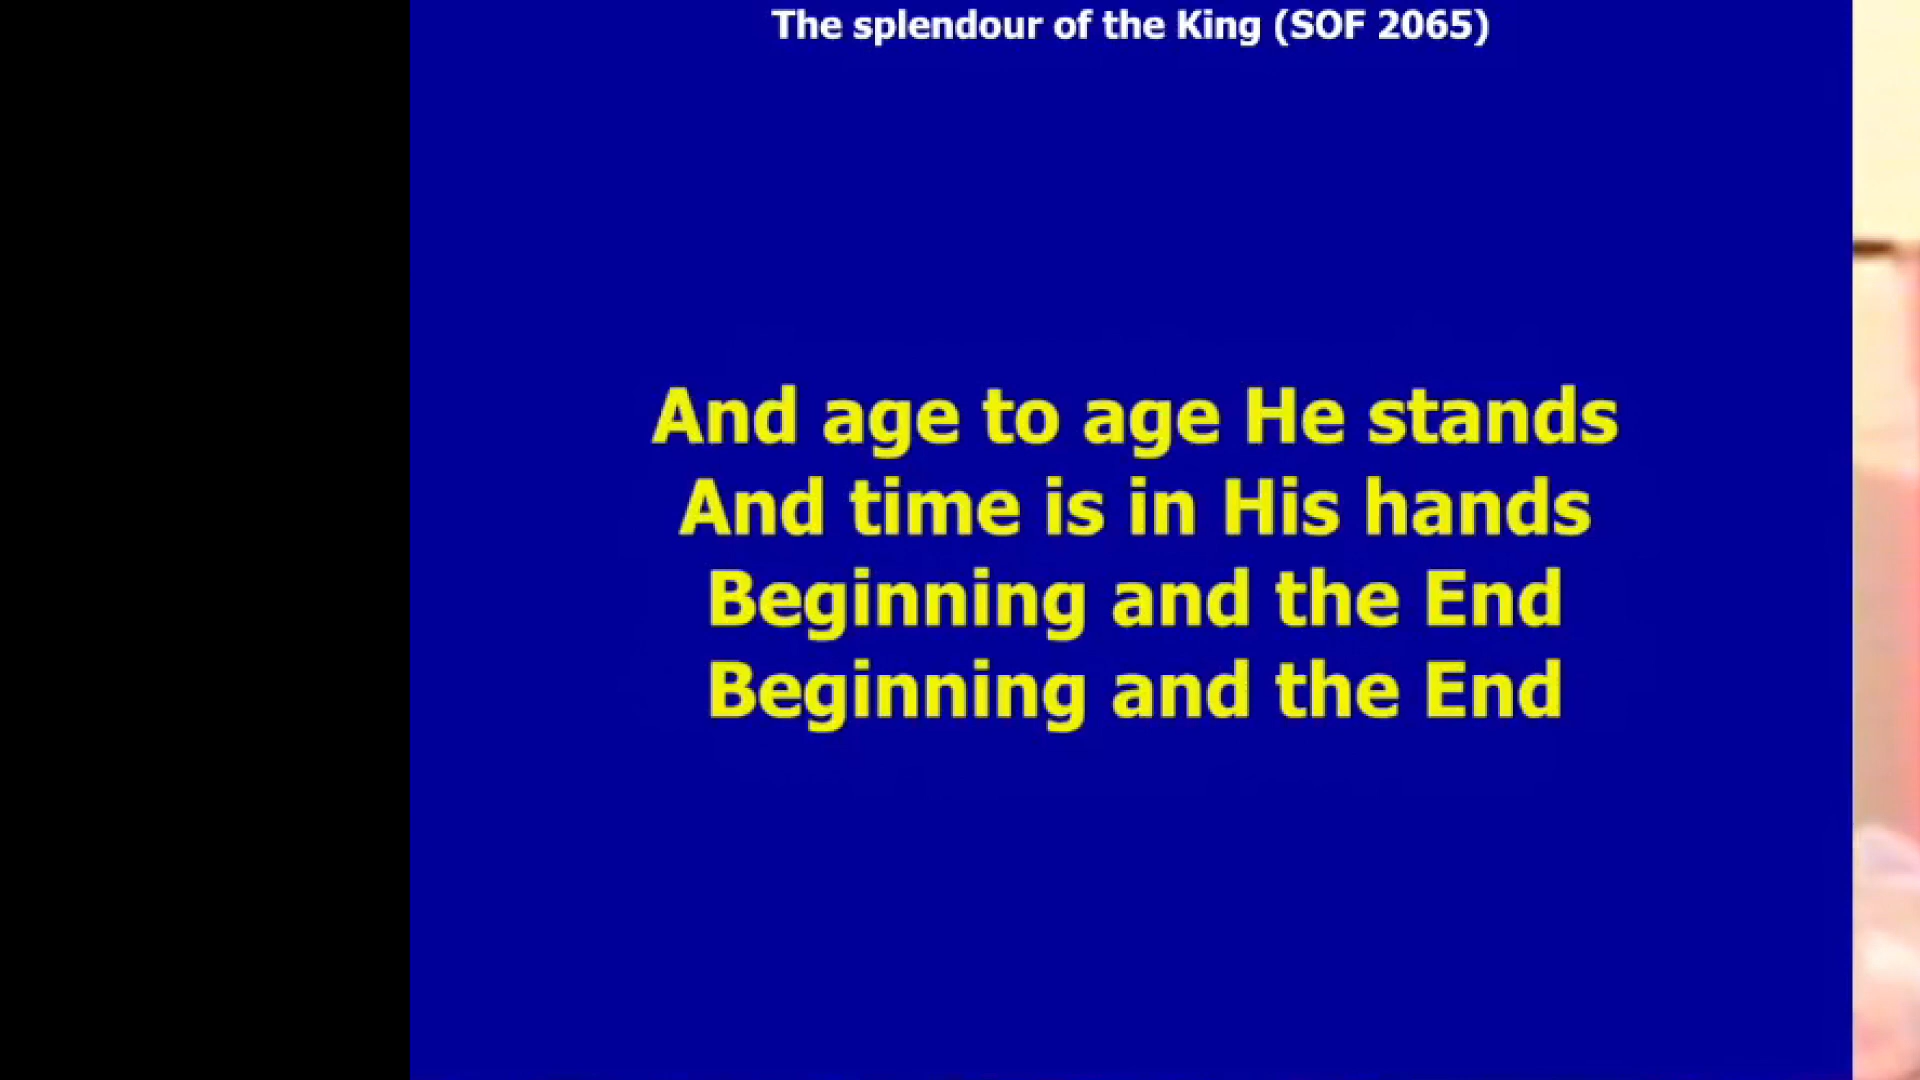 The splendour of the King (SOF 2065)
And age to age He stands
And time is in His hands
Beginning and the End
Beginning and the End